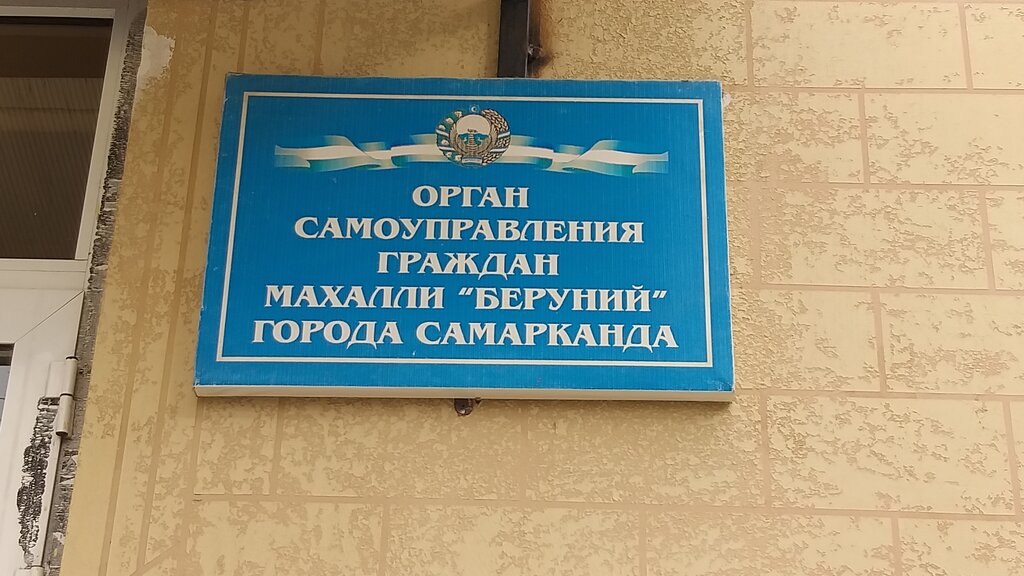 ОРГАН
САМОУПРАВЛЕНИЯ
ГРАЖДАН
МАХАЛЛИ "БЕРУНИЙ"
ГОРОДА САМАРКАНДА